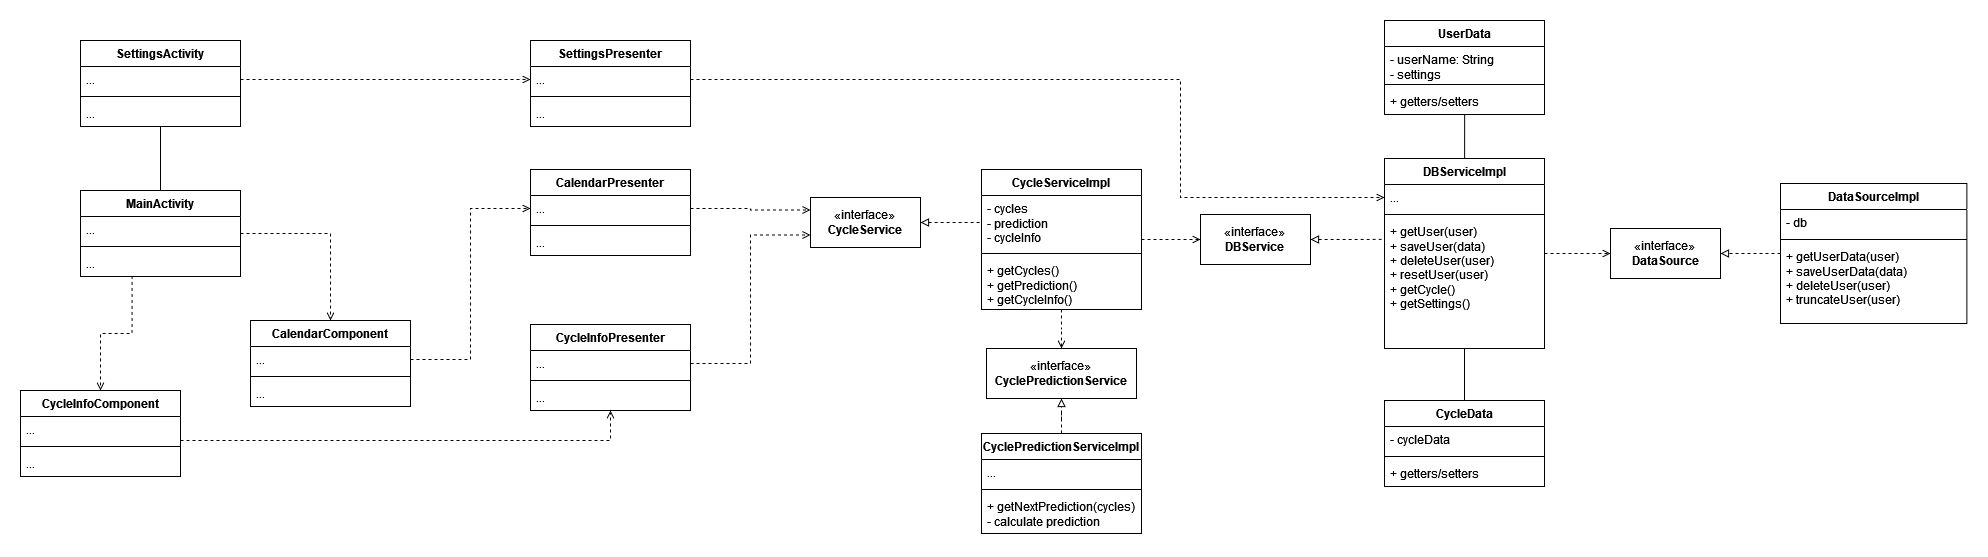 SettingsActivity
...
...
MainActivity
...
...
CycleInfoComponent
...
...
CalendarComponent
...
...
SettingsPresenter
...
...
CalendarPresenter
...
...
CycleInfoPresenter
...
...
«interface»
CycleService
CycleServiceImpl
- cycles
- prediction
- cycleInfo
+ getCycles()
+ getPrediction()
+ getCycleInfo()
«interface»
CyclePredictionService
CyclePredictionServiceImpl
...
+ getNextPrediction(cycles)
- calculate prediction
«interface»
DBService
UserData
- userName: String
- settings
+ getters/setters
DBServiceImpl
...
+ getUser(user)
+ saveUser(data)
+ deleteUser(user)
+ resetUser(user)
+ getCycle()
+ getSettings()
CycleData
- cycleData
+ getters/setters
«interface»
DataSource
DataSourceImpl
- db
+ getUserData(user)
+ saveUserData(data)
+ deleteUser(user)
+ truncateUser(user)